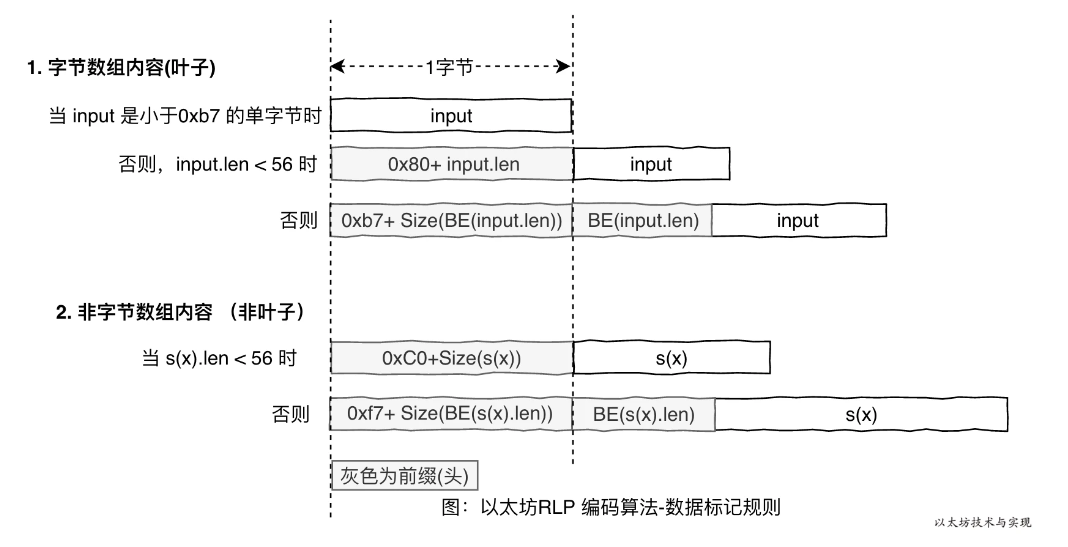 1. 字节数组内容(叶子)
1字节
当 input 是小于0xb7 的单字节时
input
否则，input.len < 56 时
0x80+ input.len
input
否则
0xb7+ Size(BE(input.len))
BE(input.len)
input
2. 非字节数组内容 （非叶子）
当 s(x).len < 56 时
0xC0+Size(s(x))
s(x)
否则
0xf7+ Size(BE(s(x).len))
BE(s(x).len)
s(x)
灰色为前缀(头)
图：以太坊RLP 编码算法-数据标记规则
以太坊技术与实现